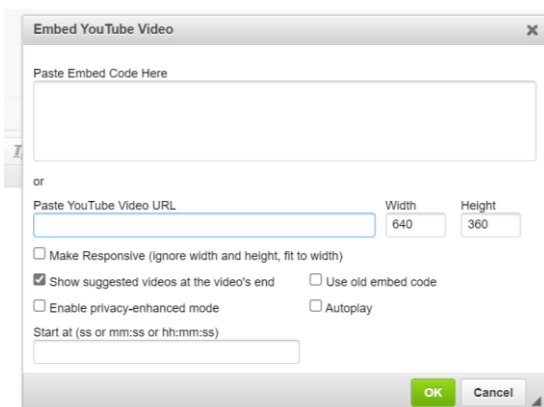 Embed YouTube Video
Paste Embed Code Here
or
Paste YouTube Video URL Width Height
640 360
Make Responsive (ignore width and height, fit to width)
Show suggested videos at the video's end Use old embed code
Enable privacy-enhanced mode Autoplay
Start at (ss or mm:ss or hh:mm:ss)
OK Cancel